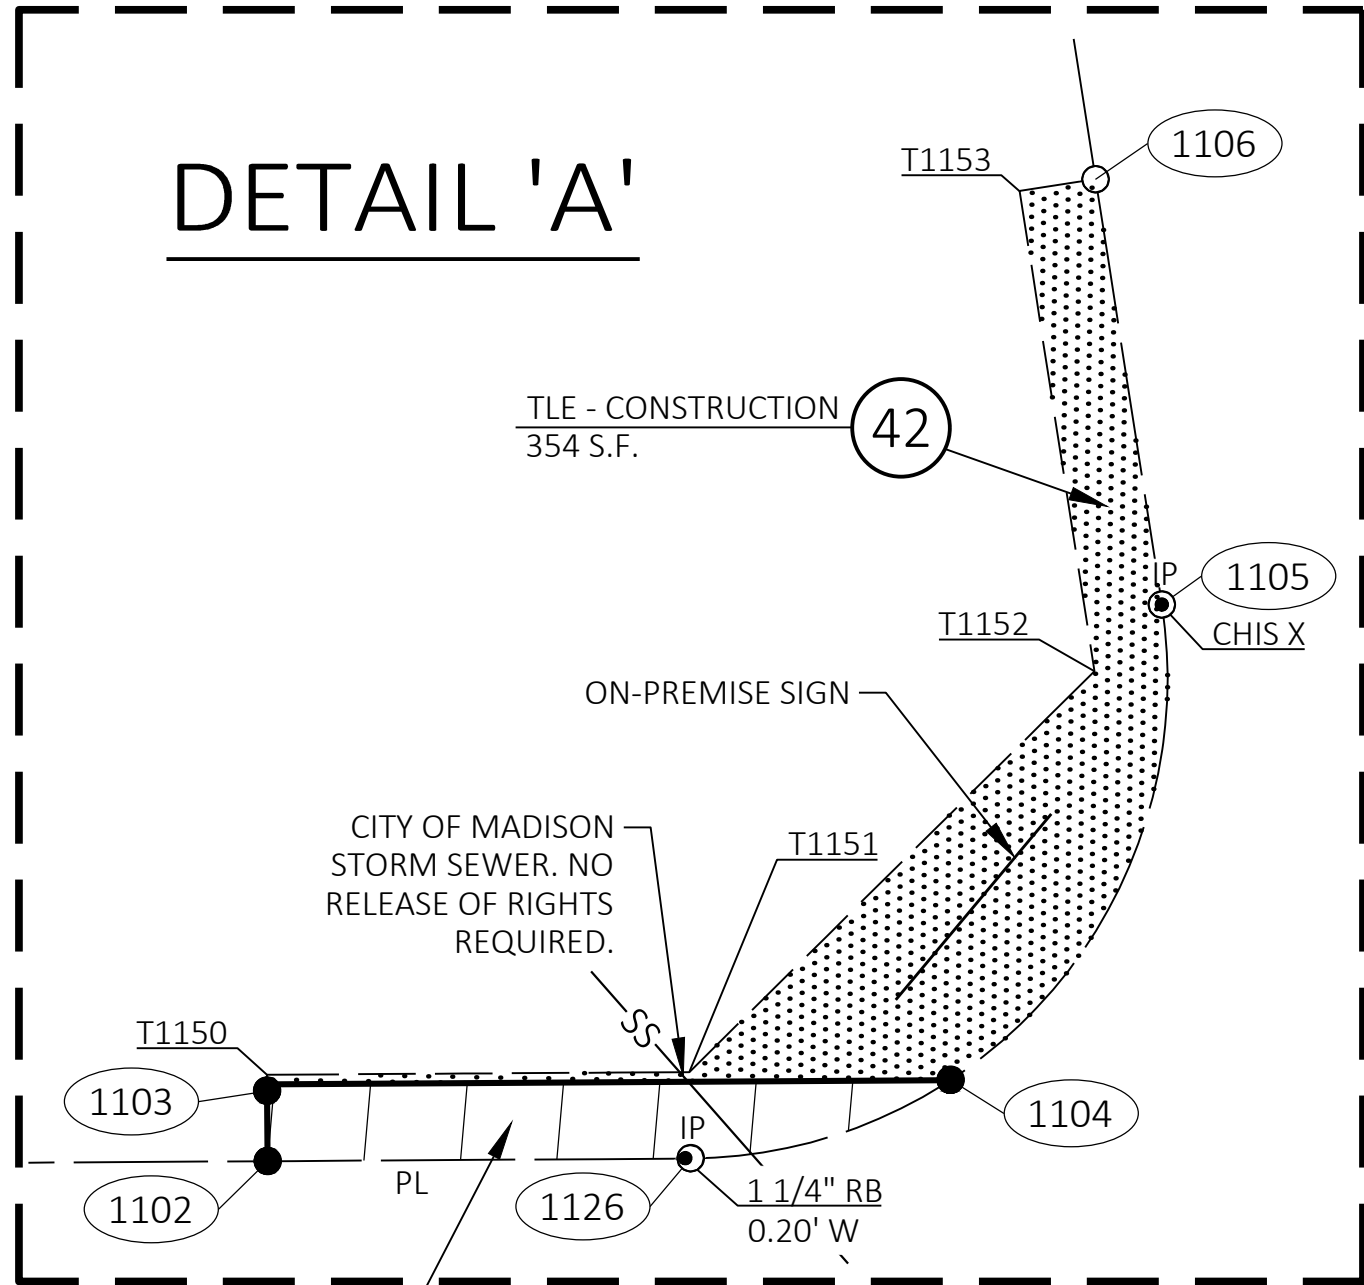 DETAIL 'A'
T1153
1106
TLE - CONSTRUCTION
354 S.F.
42
IP
1105
CHIS X
T1152
ON-PREMISE SIGN
CITY OF MADISON
STORM SEWER. NO
RELEASE OF RIGHTS
REQUIRED.
T1151
SS
T1150
1103
1104
IP
PL
1102
1126
1 1/4" RB
0.20' W